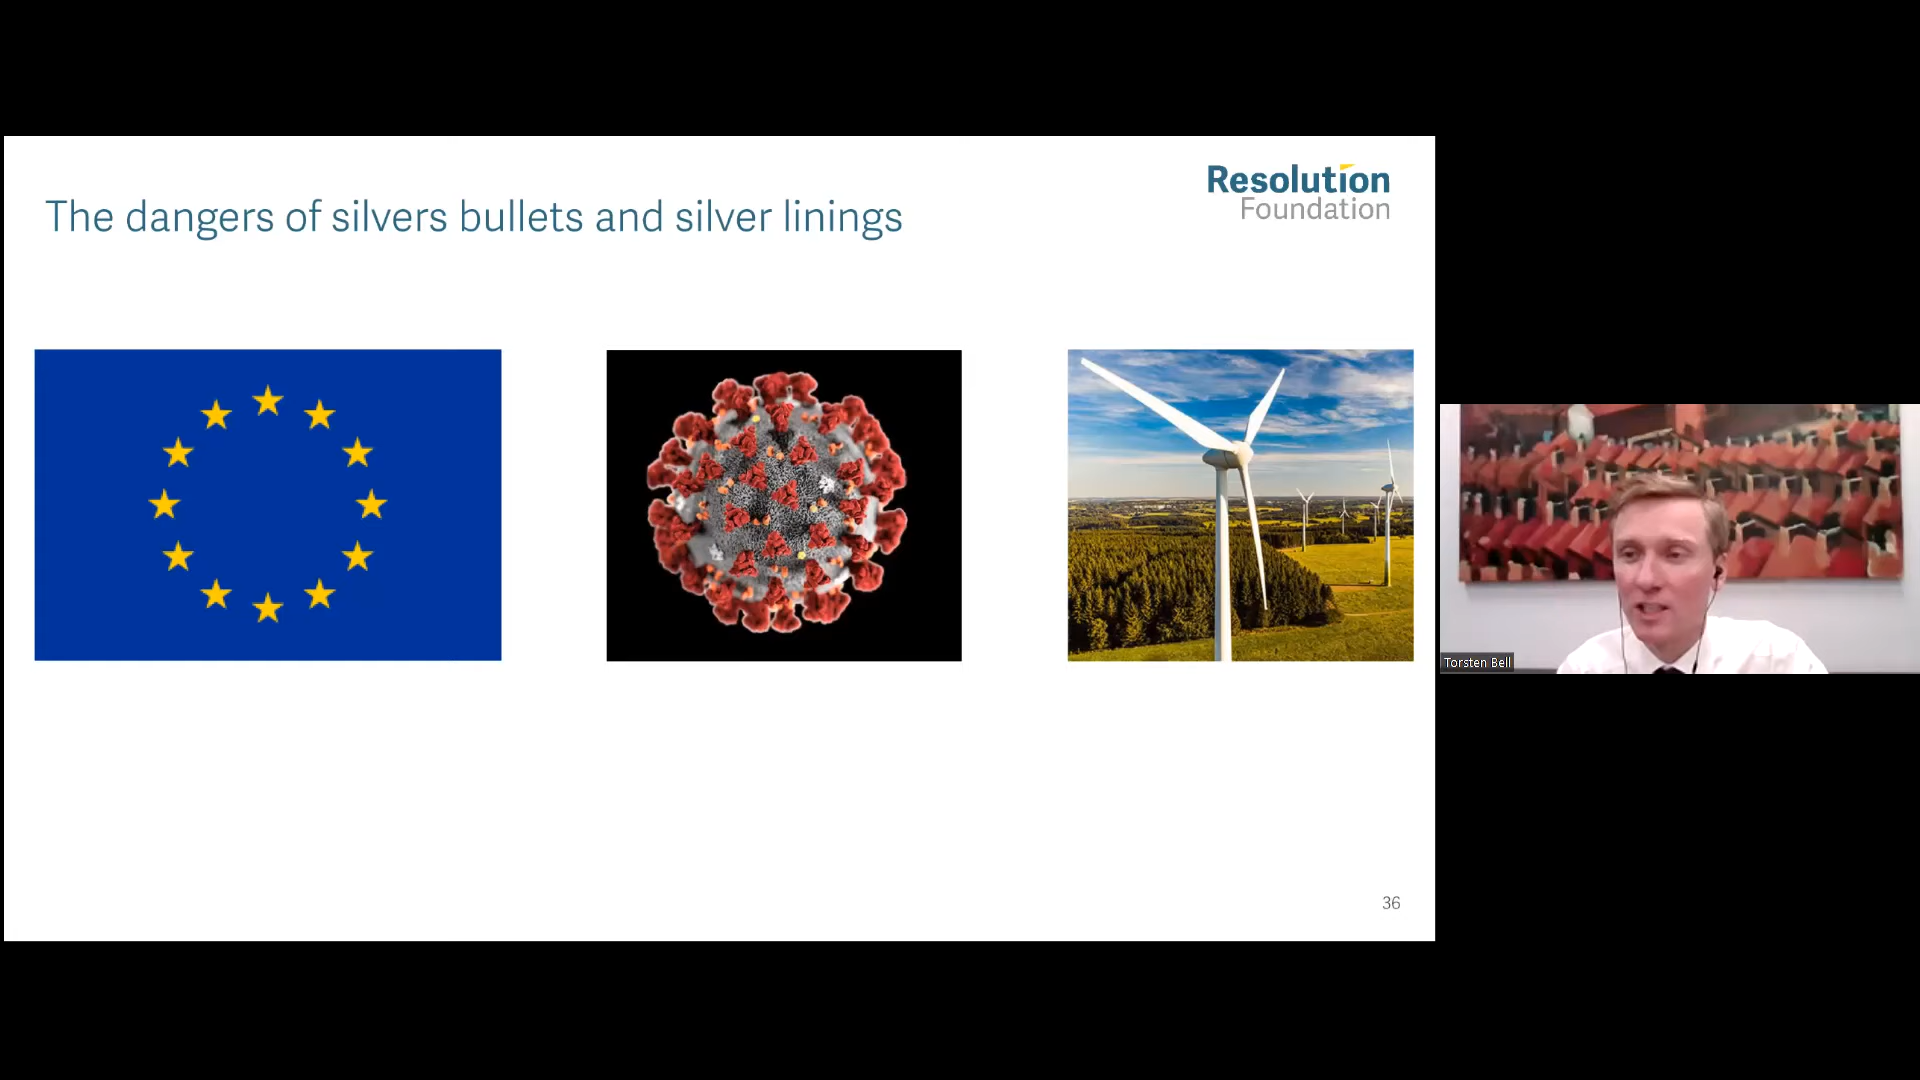 Resolution
Foundation
The dangers of silvers bullets and silver linings
Torsten Bell
36